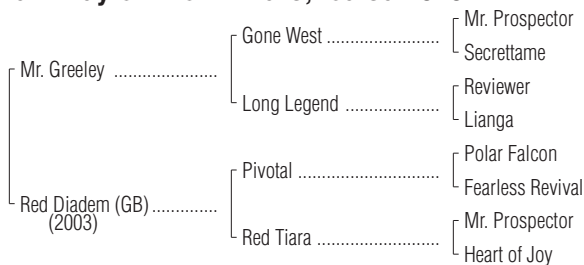 Mr. Prospector
Gone West ........................
Secrettame
Mr. Greeley ......................
Reviewer
Long Legend ....................
Lianga
Polar Falcon
Pivotal ..............................
Fearless Revival
Red Diadem (GB) ..............
(2003)
Mr. Prospector
Red Tiara ..........................
Heart of Joy